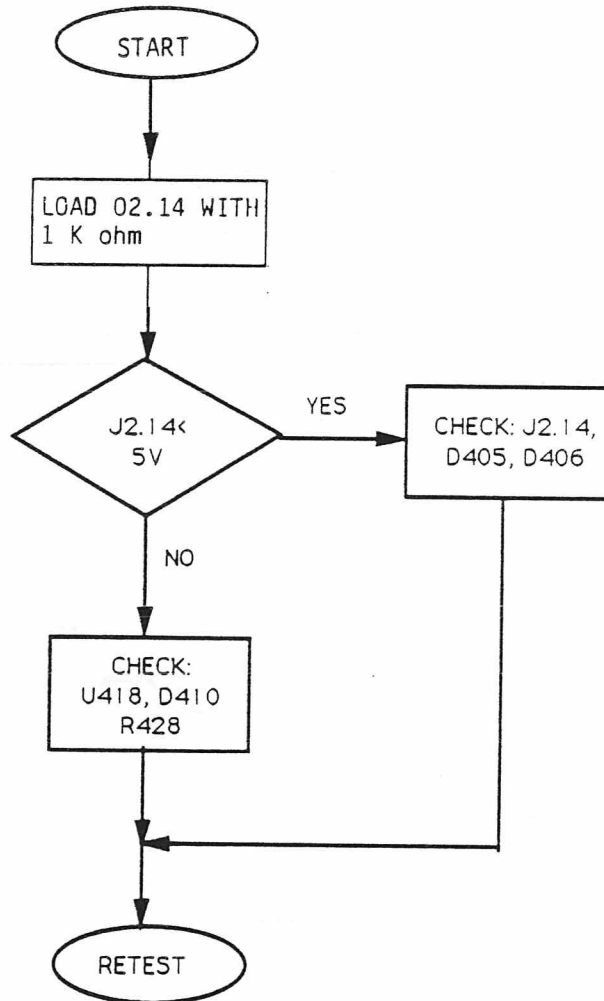 START
LOAD 02.14 WITH
1 K ohm
J2.14<
5V
YES
CHECK: J2.14,
D405, D406
NO
CHECK:
U418, D410
R428
RETEST